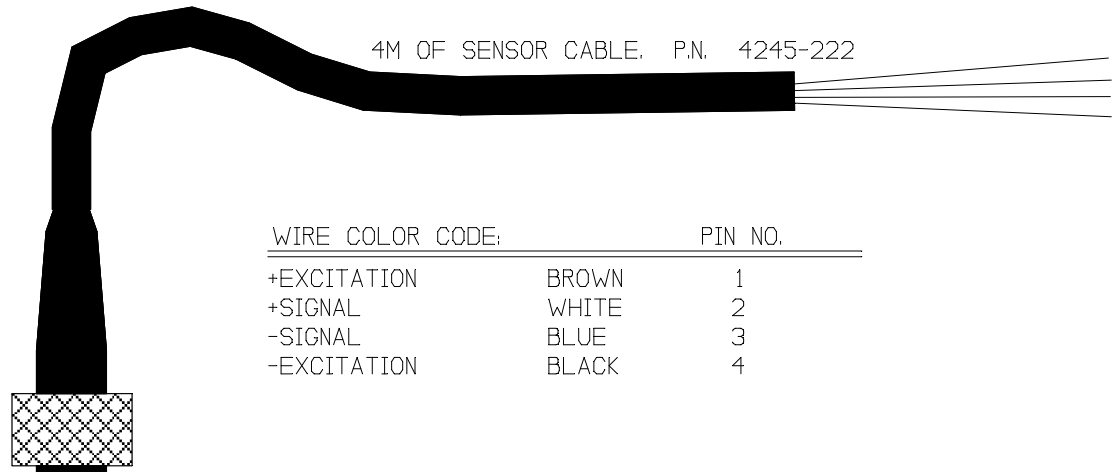 4M OF SENSOR CABLE. P.N. 4245-222
WIRE COLOR CODE: PIN NO.
+EXCITATION BROWN 1
+SIGNAL WHITE 2
-SIGNAL BLUE 3
-EXCITATION BLACK 4